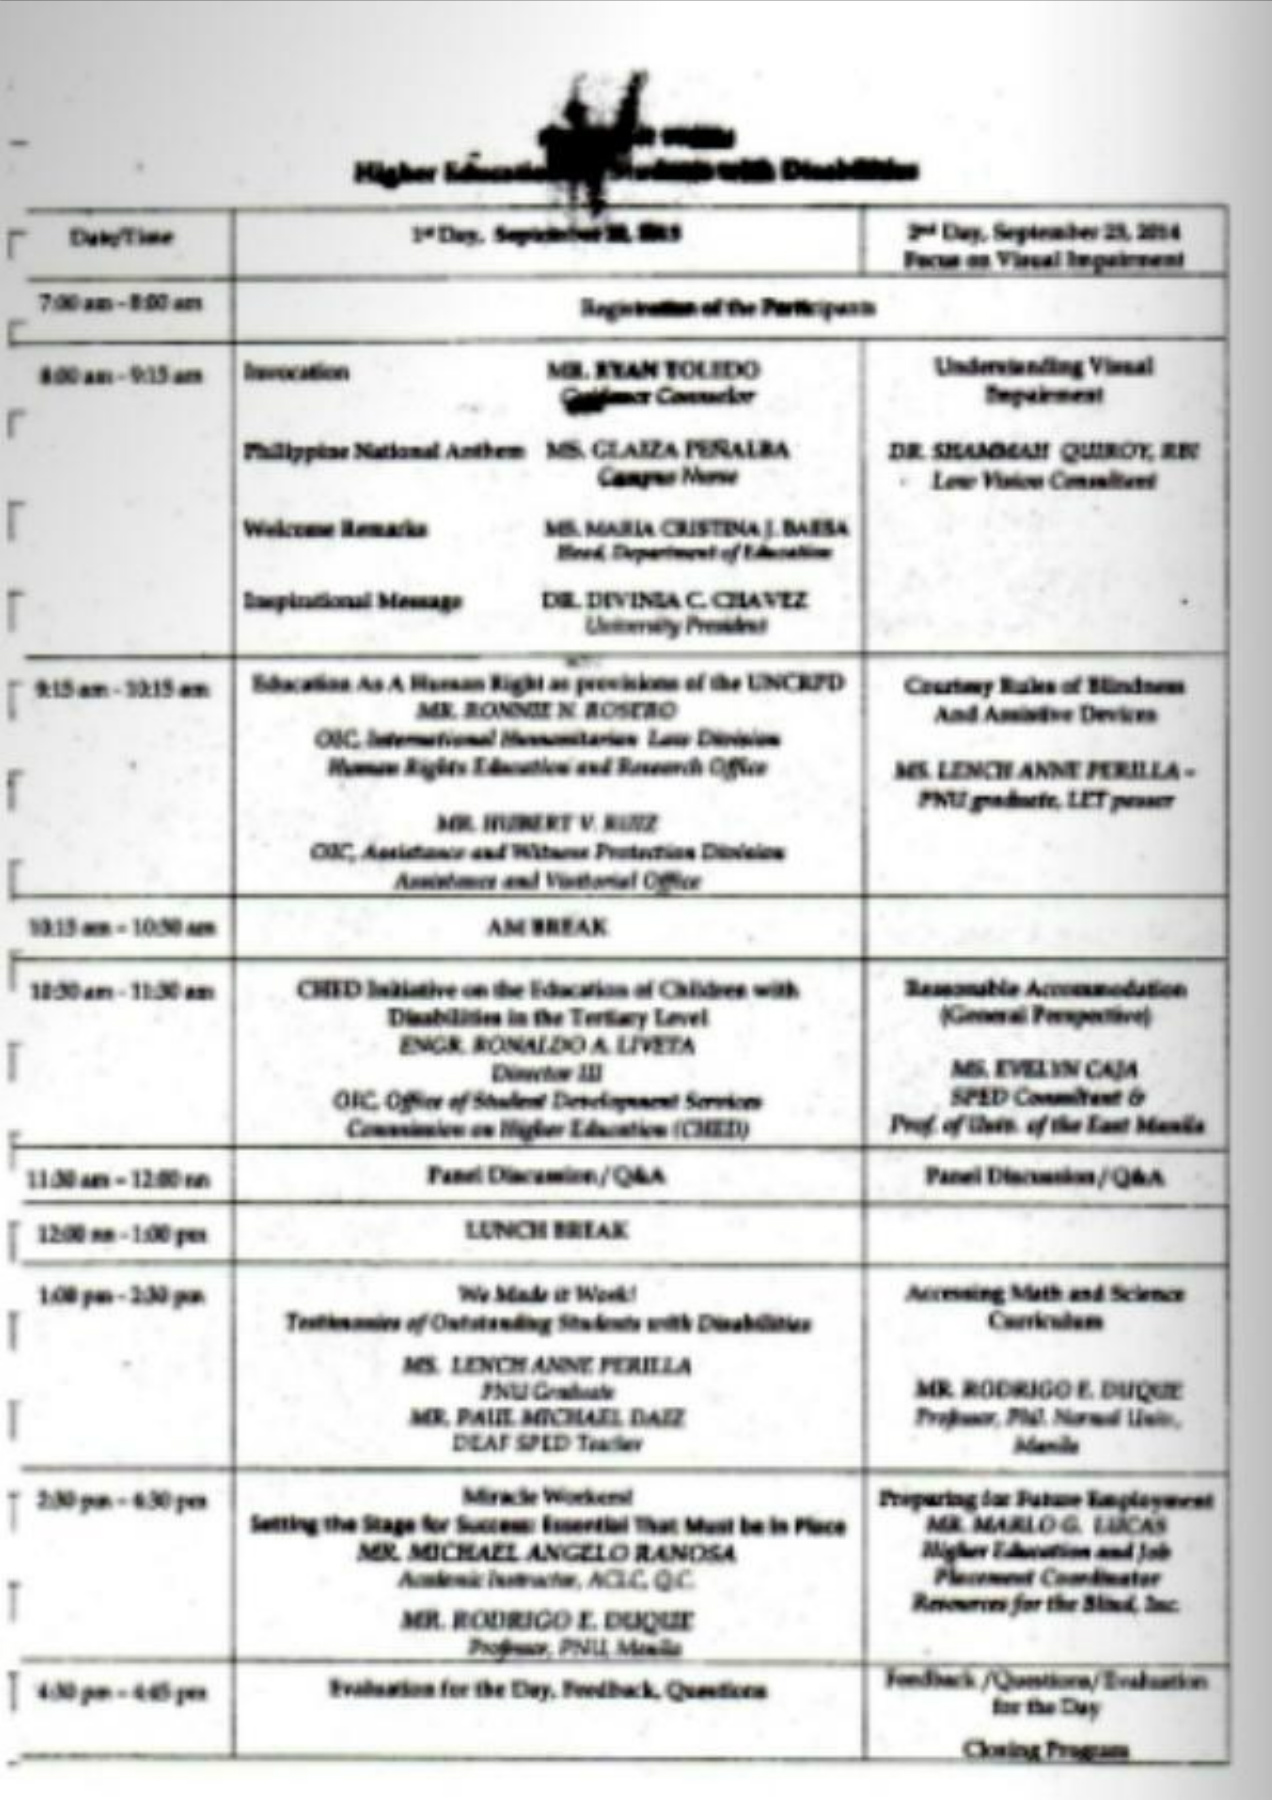 Higher Education Students with Disabilities
Date/Time
1st Day, September
2nd Day, September 23, 2014
Focus on Visual Impairment
7:00 am - 8:00 am
Registration of the Participants
8:00 am - 9:15 am
Invocation MR. RYAN TOLEDO
Guidance Counselor
Philippine National Anthem MS. GLAIZA PEÑALBA
Campus Nurse
Welcome Remarks MS. MARIA CRISTINA J. BAESA
Head, Department of Education
Inspirational Message DR. DIVINIA C. CHAVEZ
University President
Understanding Visual
Impairment
DR. SHAMMAH QUIROY,
Low Vision Consultant
9:15 am - 10:15 am
Education As A Human Right as provisions of the UNCRPD
MR. RONNIE N. ROSERO
OIC, International Humanitarian Law Division
Human Rights Education and Research Office
MR. HUBERT V. RUIZ
OIC, Assistance and Witness Protection Division
Assistance and Visitorial Office
Courtesy Rules of Blindness
And Assistive Devices
MS. LENCH ANNE PERILLA -
PNU graduate, LET passer
10:15 am - 10:30 am
AM BREAK
10:30 am - 11:30 am
CHED Initiative on the Education of Children with
Disabilities in the Tertiary Level
ENGR. RONALDO A. LIVETA
Director III
OIC, Office of Student Development Services
Commission on Higher Education (CHED)
Reasonable Accommodation
(General Perspective)
MS. EVELYN CAJA
SPED Consultant &
Prof. of Univ. of the East Manila
11:30 am - 12:00 nn
Panel Discussion / Q&A
Panel Discussion / Q&A
12:00 nn - 1:00 pm
LUNCH BREAK
1:00 pm - 2:30 pm
We Made it Work!
Testimonies of Outstanding Students with Disabilities
MS. LENCH ANNE PERILLA
PNU Graduate
MR. PAUL MICHAEL DAIZ
DEAF SPED Teacher
Accessing Math and Science
Curriculum
MR. RODRIGO E. DUQUE
Professor, Phil. Normal Univ.,
Manila
2:30 pm - 4:30 pm
Miracle Workers!
Setting the Stage for Success: Essential That Must be in Place
MR. MICHAEL ANGELO RANOSA
Academic Instructor, ACLC, Q.C.
MR. RODRIGO E. DUQUE
Professor, PNU, Manila
Preparing for Future Employment
MR. MARLO G. LUCAS
Higher Education and Job
Placement Coordinator
Resources for the Blind, Inc.
4:30 pm - 4:45 pm
Evaluation for the Day, Feedback, Questions
Feedback /Questions/Evaluation
for the Day
Closing Program